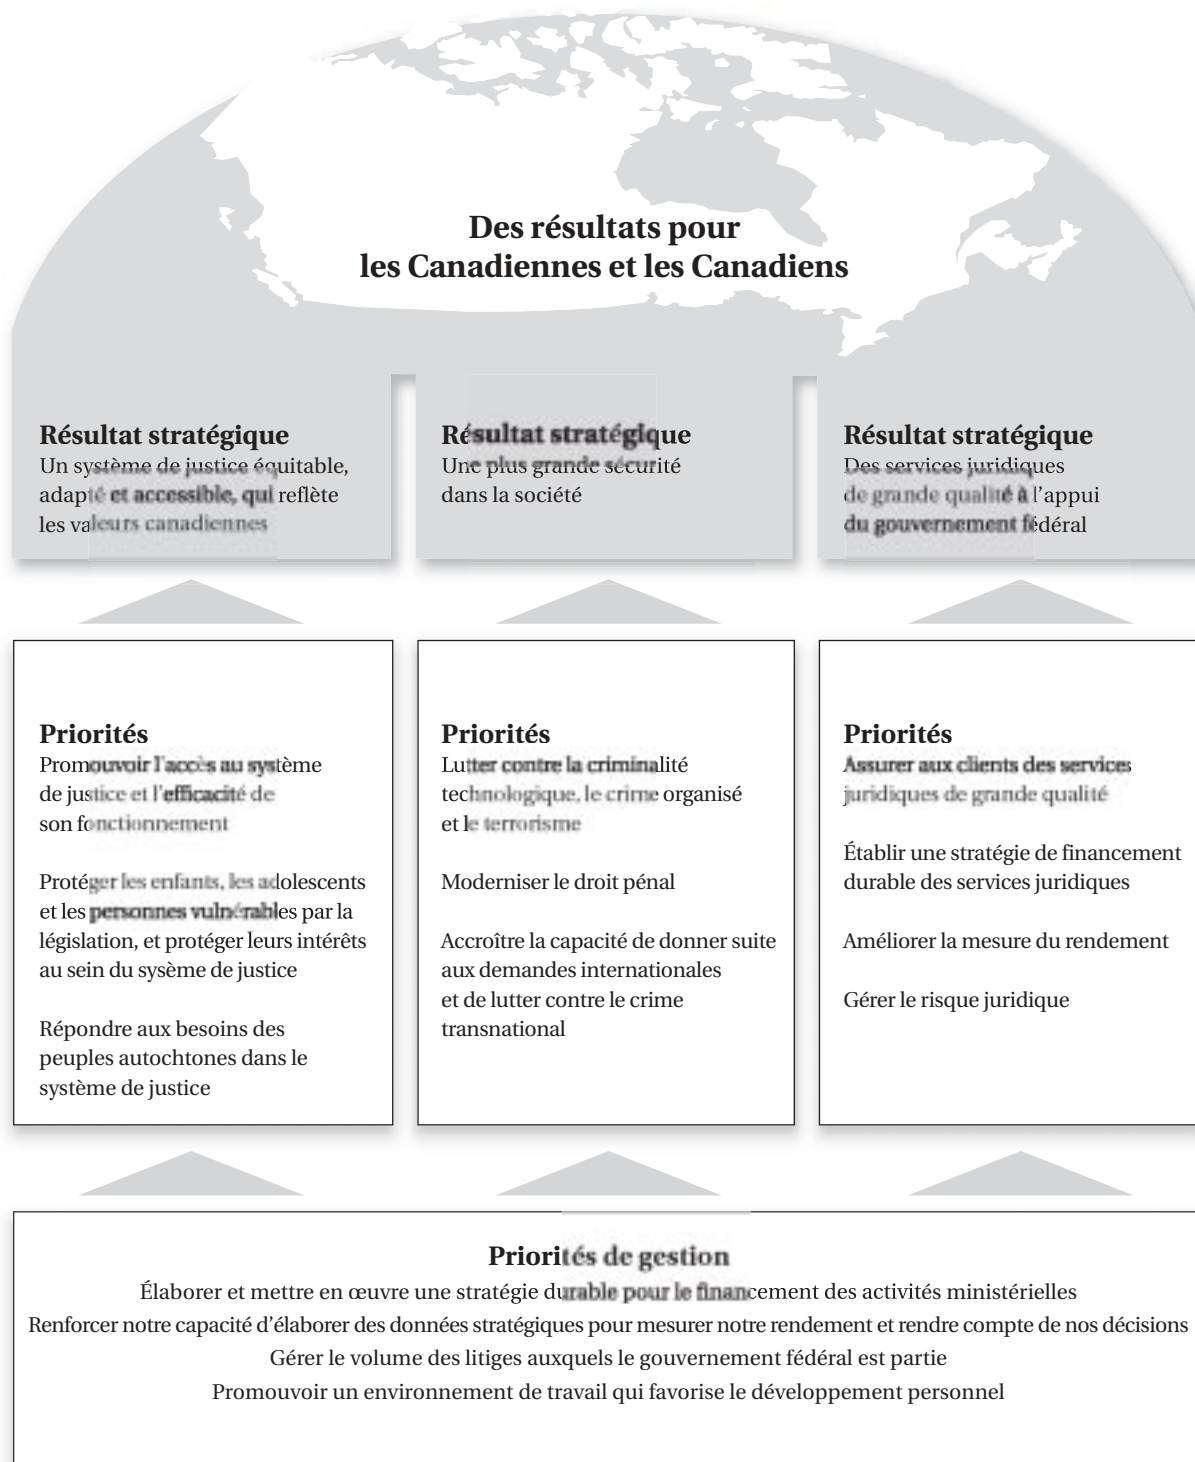 Des résultats pour
les Canadiennes et les Canadiens
Résultat stratégique
Un système de justice équitable,
adapté et accessible, qui reflète
les valeurs canadiennes
Résultat stratégique
Une plus grande sécurité
dans la société
Résultat stratégique
Des services juridiques
de grande qualité à l'appui
du gouvernement fédéral
Priorités
Promouvoir l'accès au système
de justice et l'efficacité de
son fonctionnement
Protéger les enfants, les adolescents
et les personnes vulnérables par la
législation, et protéger leurs intérêts
au sein du sysème de justice
Répondre aux besoins des
peuples autochtones dans le
système de justice
Priorités
Lutter contre la criminalité
technologique, le crime organisé
et le terrorisme
Moderniser le droit pénal
Accroître la capacité de donner suite
aux demandes internationales
et de lutter contre le crime
transnational
Priorités
Assurer aux clients des services
juridiques de grande qualité
Établir une stratégie de financement
durable des services juridiques
Améliorer la mesure du rendement
Gérer le risque juridique
Priorités de gestion
Élaborer et mettre en œuvre une stratégie durable pour le financement des activités ministérielles
Renforcer notre capacité d'élaborer des données stratégiques pour mesurer notre rendement et rendre compte de nos décisions
Gérer le volume des litiges auxquels le gouvernement fédéral est partie
Promouvoir un environnement de travail qui favorise le développement personnel